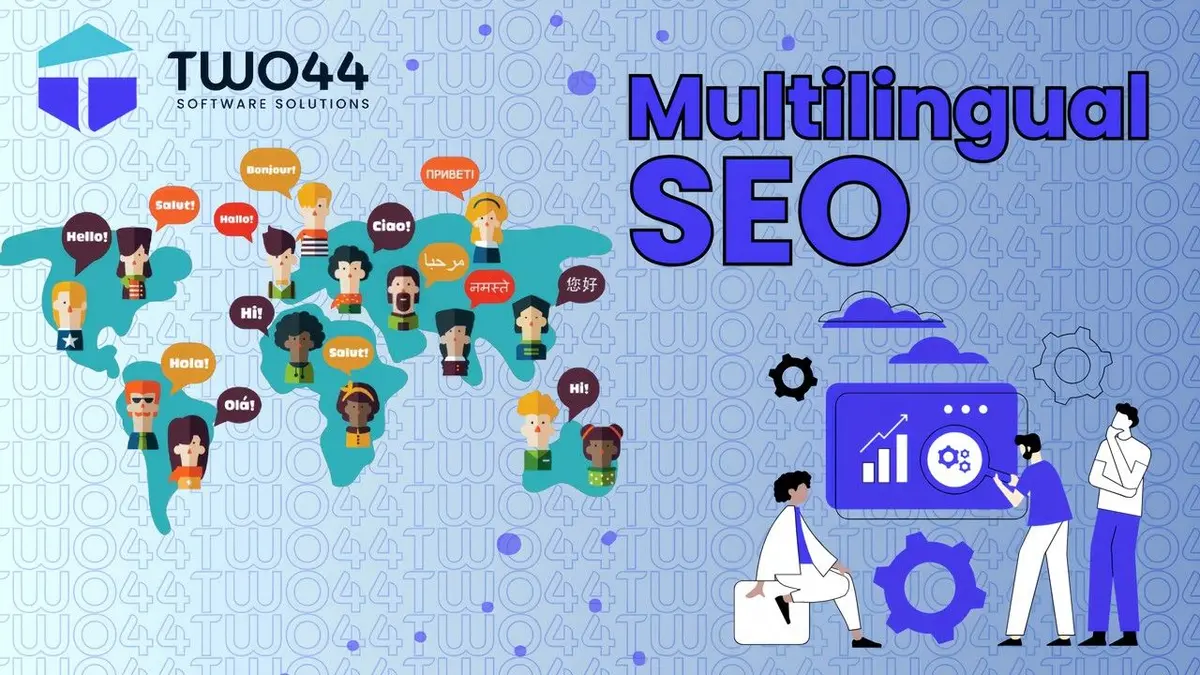 TWO44
SOFTWARE SOLUTIONS
Multilingual
SEO
Bonjour!
ПРИВЕТ!
Salut!
Hallo!
Hello!
Ciao!
مرحبا
नमस्ते
您好
Hi!
Salut!
Hola!
Olá!
Hi!